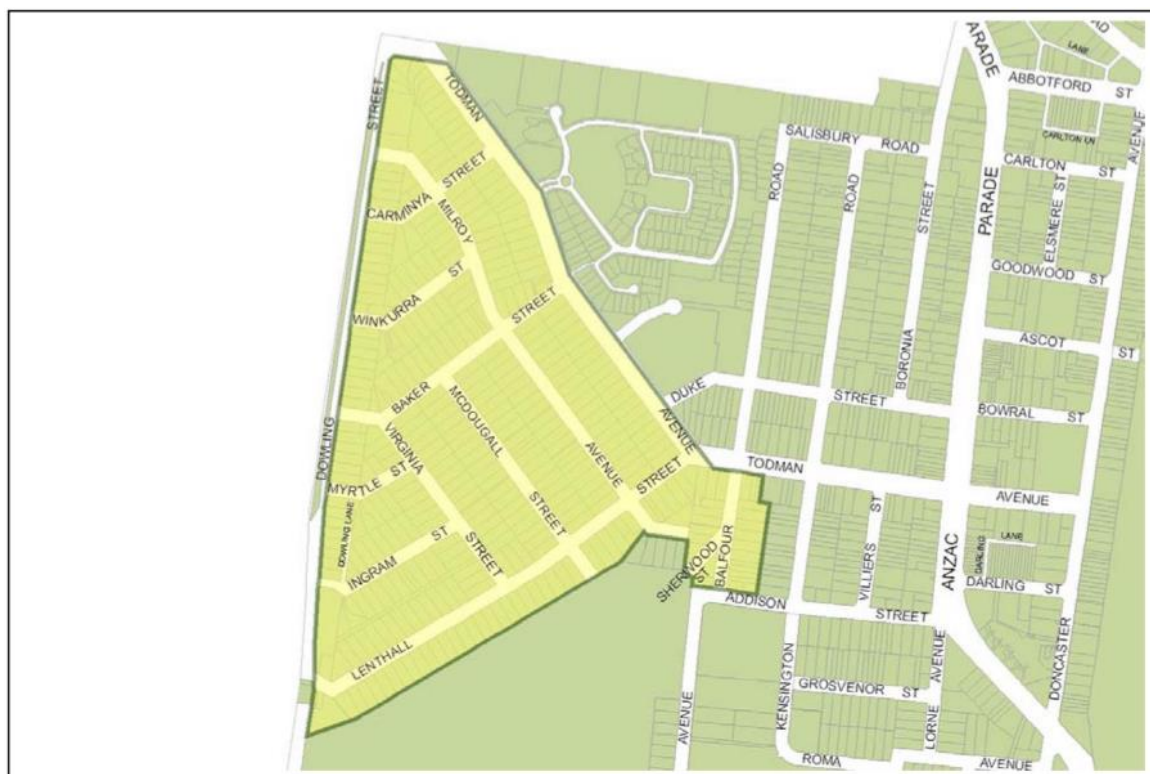 ARADE
AD
LANE
ABBOTFORD ST
STREET
TODMAN
CARLTON LN
AVENUE
SALISBURY ROAD
CARLTON ST
STREET
CARMINYA
MILROY
ROAD
ROAD
STREET
PARADE
ELSMERE ST
GOODWOOD ST
WINKURRA ST
STREET
ASCOT ST
BORONIA
BAKER
DUKE
STREET
BOWRAL ST
MCDOUGALL
VIRGINIA
AVENUE
AVENUE
DOWLING
MYRTLE ST
STREET
TODMAN
AVENUE
DOWLING LANE
STREET
VILLIERS ST
ANZAC
INGRAM ST
STREET
SHERWOOD ST
BALFOUR
DARLING LANE
DARLING ST
ADDISON STREET
LENTHALL
KENSINGTON
AVENUE
GROSVENOR ST
LORNE AVENUE
DONCASTER
ROMA AVENUE